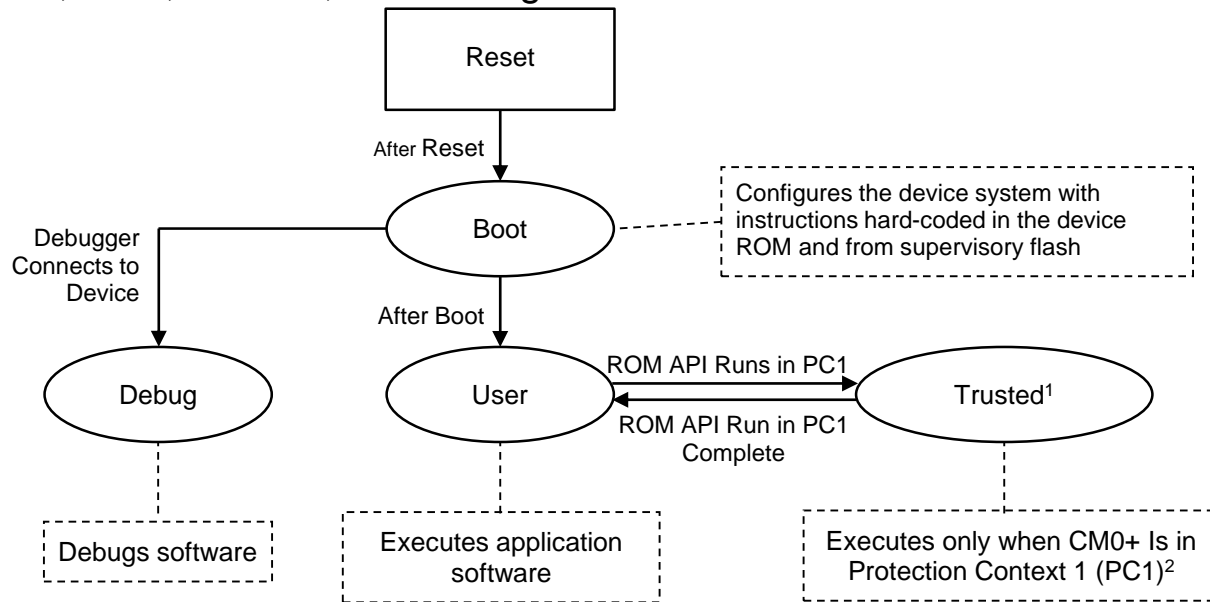 Reset
After Reset
Configures the device system with
instructions hard-coded in the device
ROM and from supervisory flash
Boot
Debugger
Connects to
Device
After Boot
ROM API Runs in PC1
Debug
User
Trusted1
ROM API Run in PC1
Complete
Debugs software
Executes application
software
Executes only when CM0+ Is in
Protection Context 1 (PC1)2